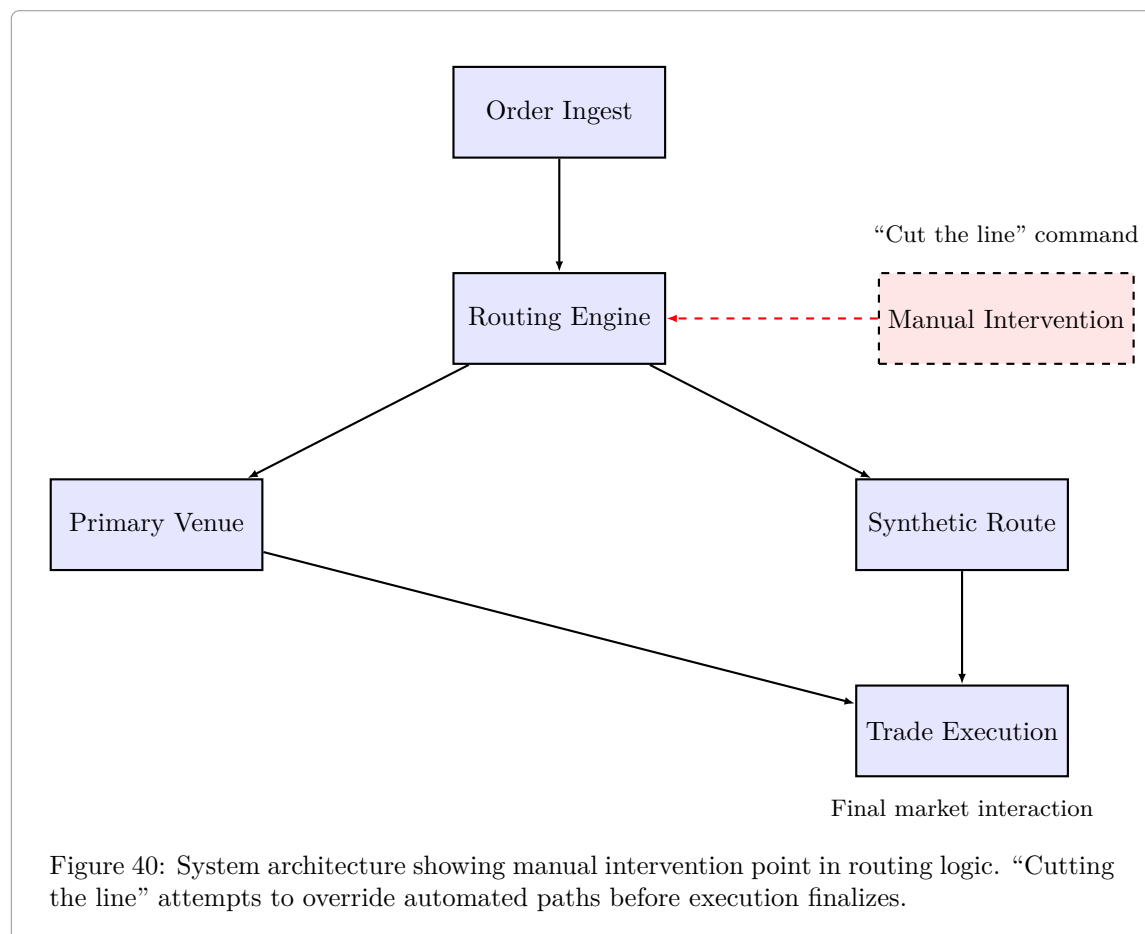 Order Ingest
“Cut the line” command
Routing Engine
Manual Intervention
Primary Venue
Synthetic Route
Trade Execution
Final market interaction
Figure 40: System architecture showing manual intervention point in routing logic. “Cutting
the line” attempts to override automated paths before execution finalizes.